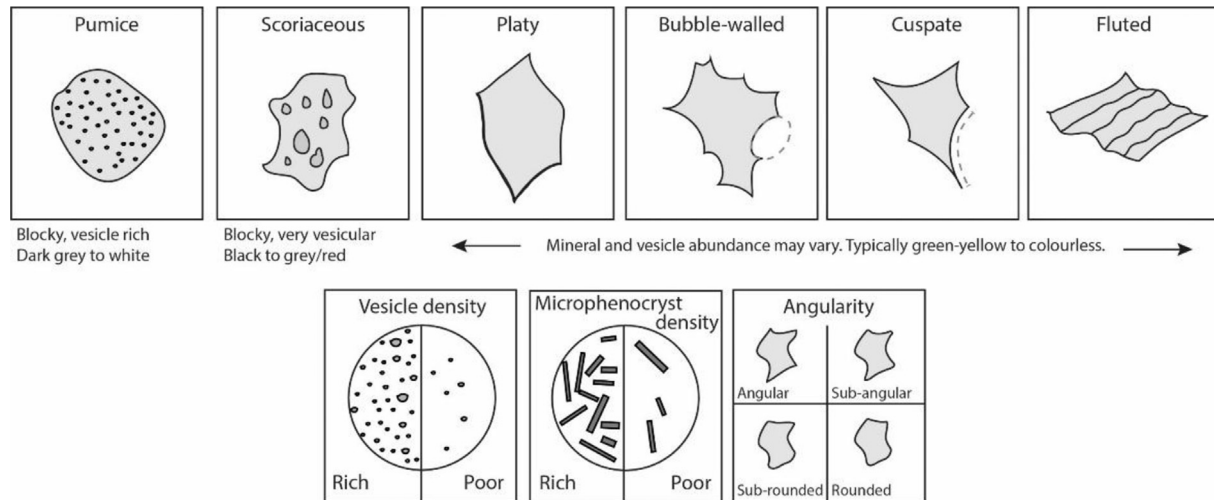 Pumice
Scoriaceous
Platy
Bubble-walled
Cuspate
Fluted
Blocky, vesicle rich
Dark grey to white
Blocky, very vesicular
Black to grey/red
Mineral and vesicle abundance may vary. Typically green-yellow to colourless.
Vesicle density
Rich
Poor
Microphenocryst
density
Rich
Poor
Angularity
Angular
Sub-angular
Sub-rounded
Rounded